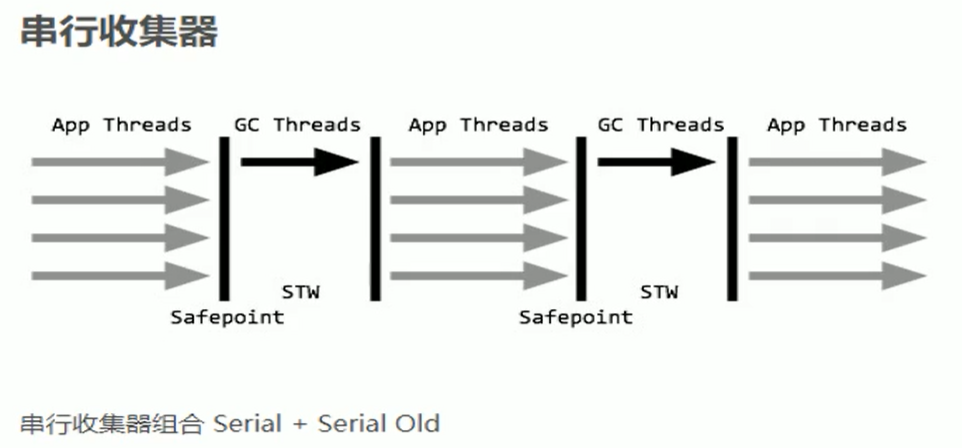 串行收集器
App Threads GC Threads App Threads GC Threads App Threads
STW STW
Safepoint Safepoint
串行收集器组合 Serial + Serial Old